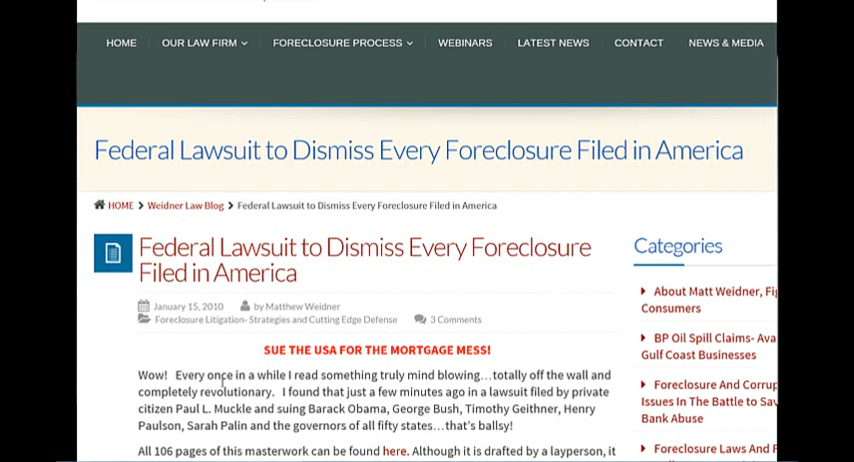 HOME OUR LAW FIRM FORECLOSURE PROCESS WEBINARS LATEST NEWS CONTACT NEWS & MEDIA
Federal Lawsuit to Dismiss Every Foreclosure Filed in America
HOME Weidner Law Blog Federal Lawsuit to Dismiss Every Foreclosure Filed in America
Federal Lawsuit to Dismiss Every Foreclosure
Filed in America
January 15, 2010 by Matthew Weidner
Foreclosure Litigation- Strategies and Cutting Edge Defense 3 Comments
SUE THE USA FOR THE MORTGAGE MESS!
Wow! Every once in a while I read something truly mind blowing…totally off the wall and
completely revolutionary. I found that just a few minutes ago in a lawsuit filed by private
citizen Paul L. Muckle and suing Barack Obama, George Bush, Timothy Geithner, Henry
Paulson, Sarah Palin and the governors of all fifty states…that's ballsy!
All 106 pages of this masterwork can be found here. Although it is drafted by a layperson, it
Categories
About Matt Weidner,
Consumers
BP Oil Spill Claims-
Gulf Coast Businesses
Foreclosure And
Issues In The Battle to
Bank Abuse
Foreclosure Laws And